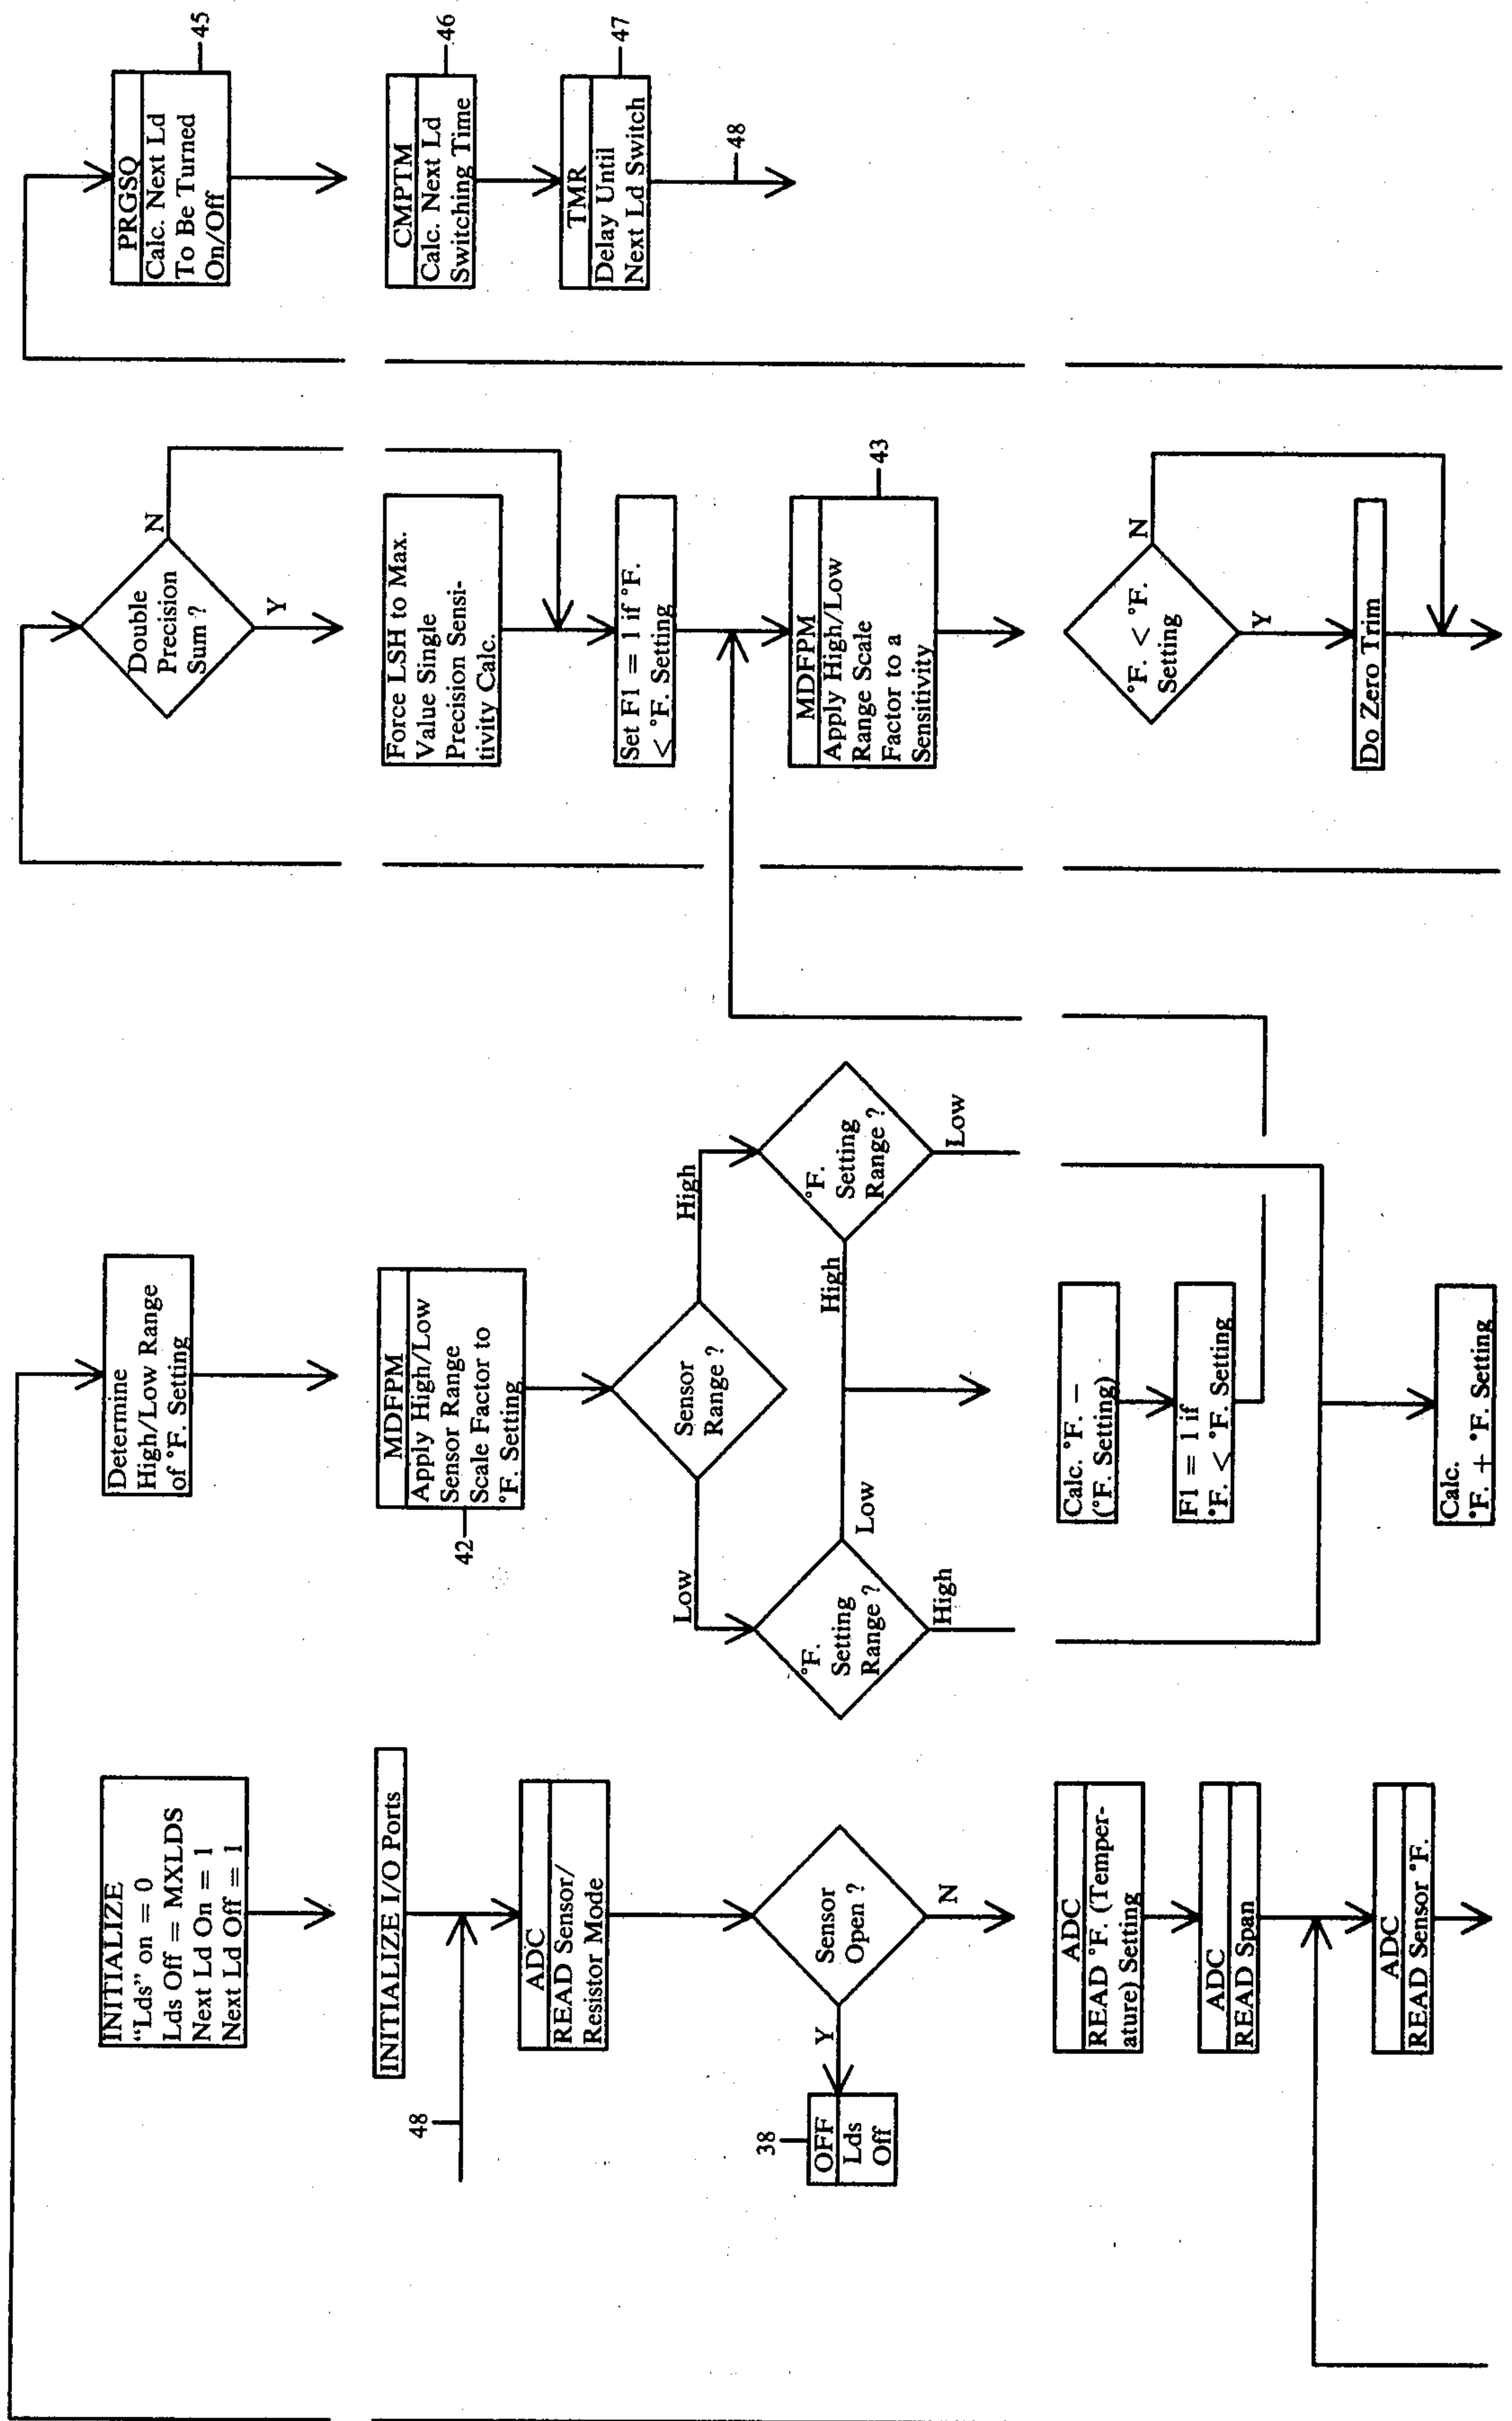 INITIALIZE
“Lds” on = 0
Lds Off = MXLDS
Next Ld On = 1
Next Ld Off = 1
INITIALIZE I/O Ports
48
ADC
READ Sensor/
Resistor Mode
Sensor
Open ?
Y
N
38
OFF
Lds
Off
ADC
READ °F. (Temper-
ature) Setting
ADC
READ Span
ADC
READ Sensor °F.
Determine
High/Low Range
of °F. Setting
MDFPM
Apply High/Low
Sensor Range
Scale Factor to
°F. Setting
42
Sensor
Range ?
Low
High
°F.
Setting
Range ?
Low
High
°F.
Setting
Range ?
High
Low
Calc. °F. −
(°F. Setting)
F1 = 1 if
°F. < °F. Setting
Calc.
°F. + °F. Setting
Double
Precision
Sum ?
N
Y
Force LSH to Max.
Value Single
Precision Sensi-
tivity Calc.
Set F1 = 1 if °F.
< °F. Setting
MDFPM
Apply High/Low
Range Scale
Factor to a
Sensitivity
43
°F. < °F.
Setting
N
Y
Do Zero Trim
PRGSQ
Calc. Next Ld
To Be Turned
On/Off
45
CMPTM
Calc. Next Ld
Switching Time
46
TMR
Delay Until
Next Ld Switch
47
48